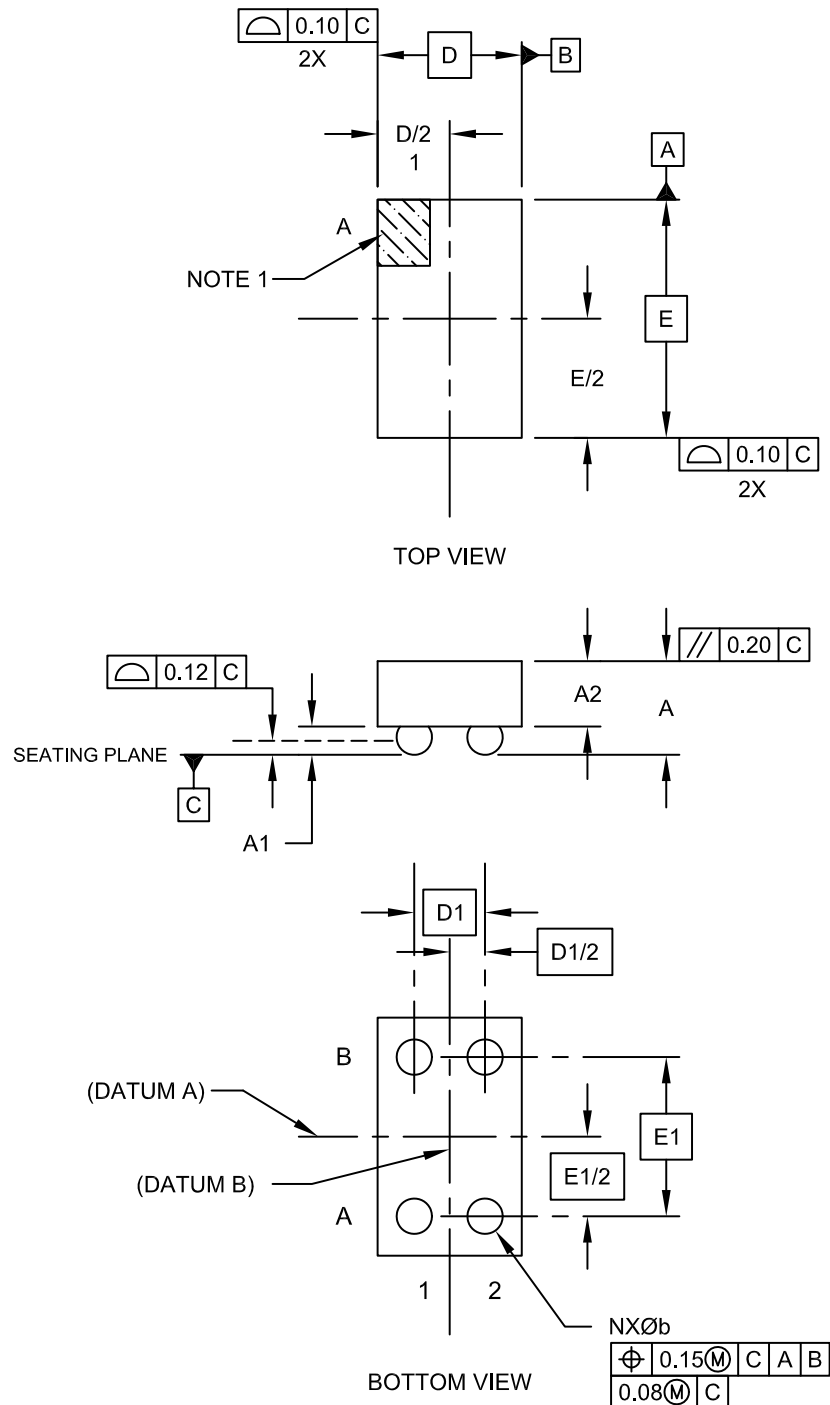 0.10 C
2X
D
B
D/2
1
A
A
NOTE 1
E
E/2
0.10 C
2X
TOP VIEW
// 0.20 C
0.12 C
A2
A
SEATING PLANE
C
A1
D1
D1/2
B
(DATUM A)
E1
(DATUM B)
E1/2
A
1 2
NXØb
⌖ 0.15Ⓜ C A B
0.08Ⓜ C
BOTTOM VIEW